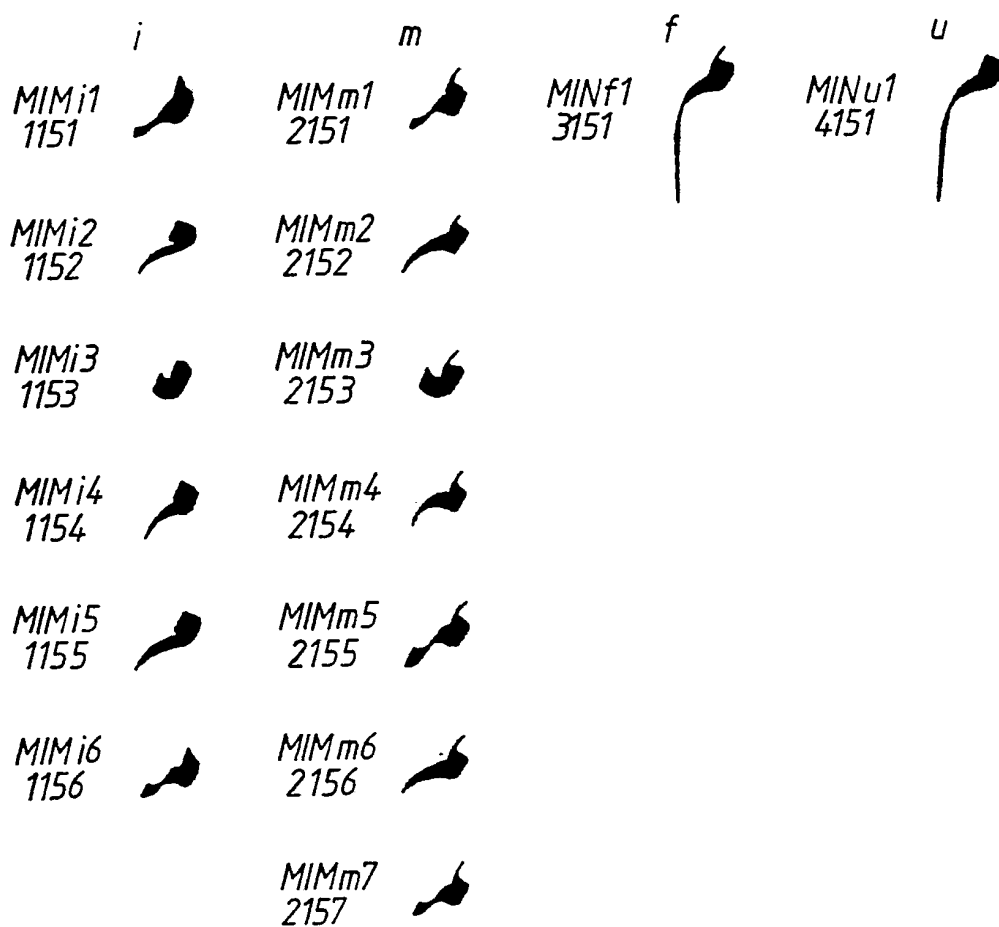 i m f u
MIMi1 MIMm1 MINf1 MINu1
1151 2151 3151 4151
MIMi2 MIMm2
1152 2152
MIMi3 MIMm3
1153 2153
MIMi4 MIMm4
1154 2154
MIMi5 MIMm5
1155 2155
MIMi6 MIMm6
1156 2156
MIMm7
2157